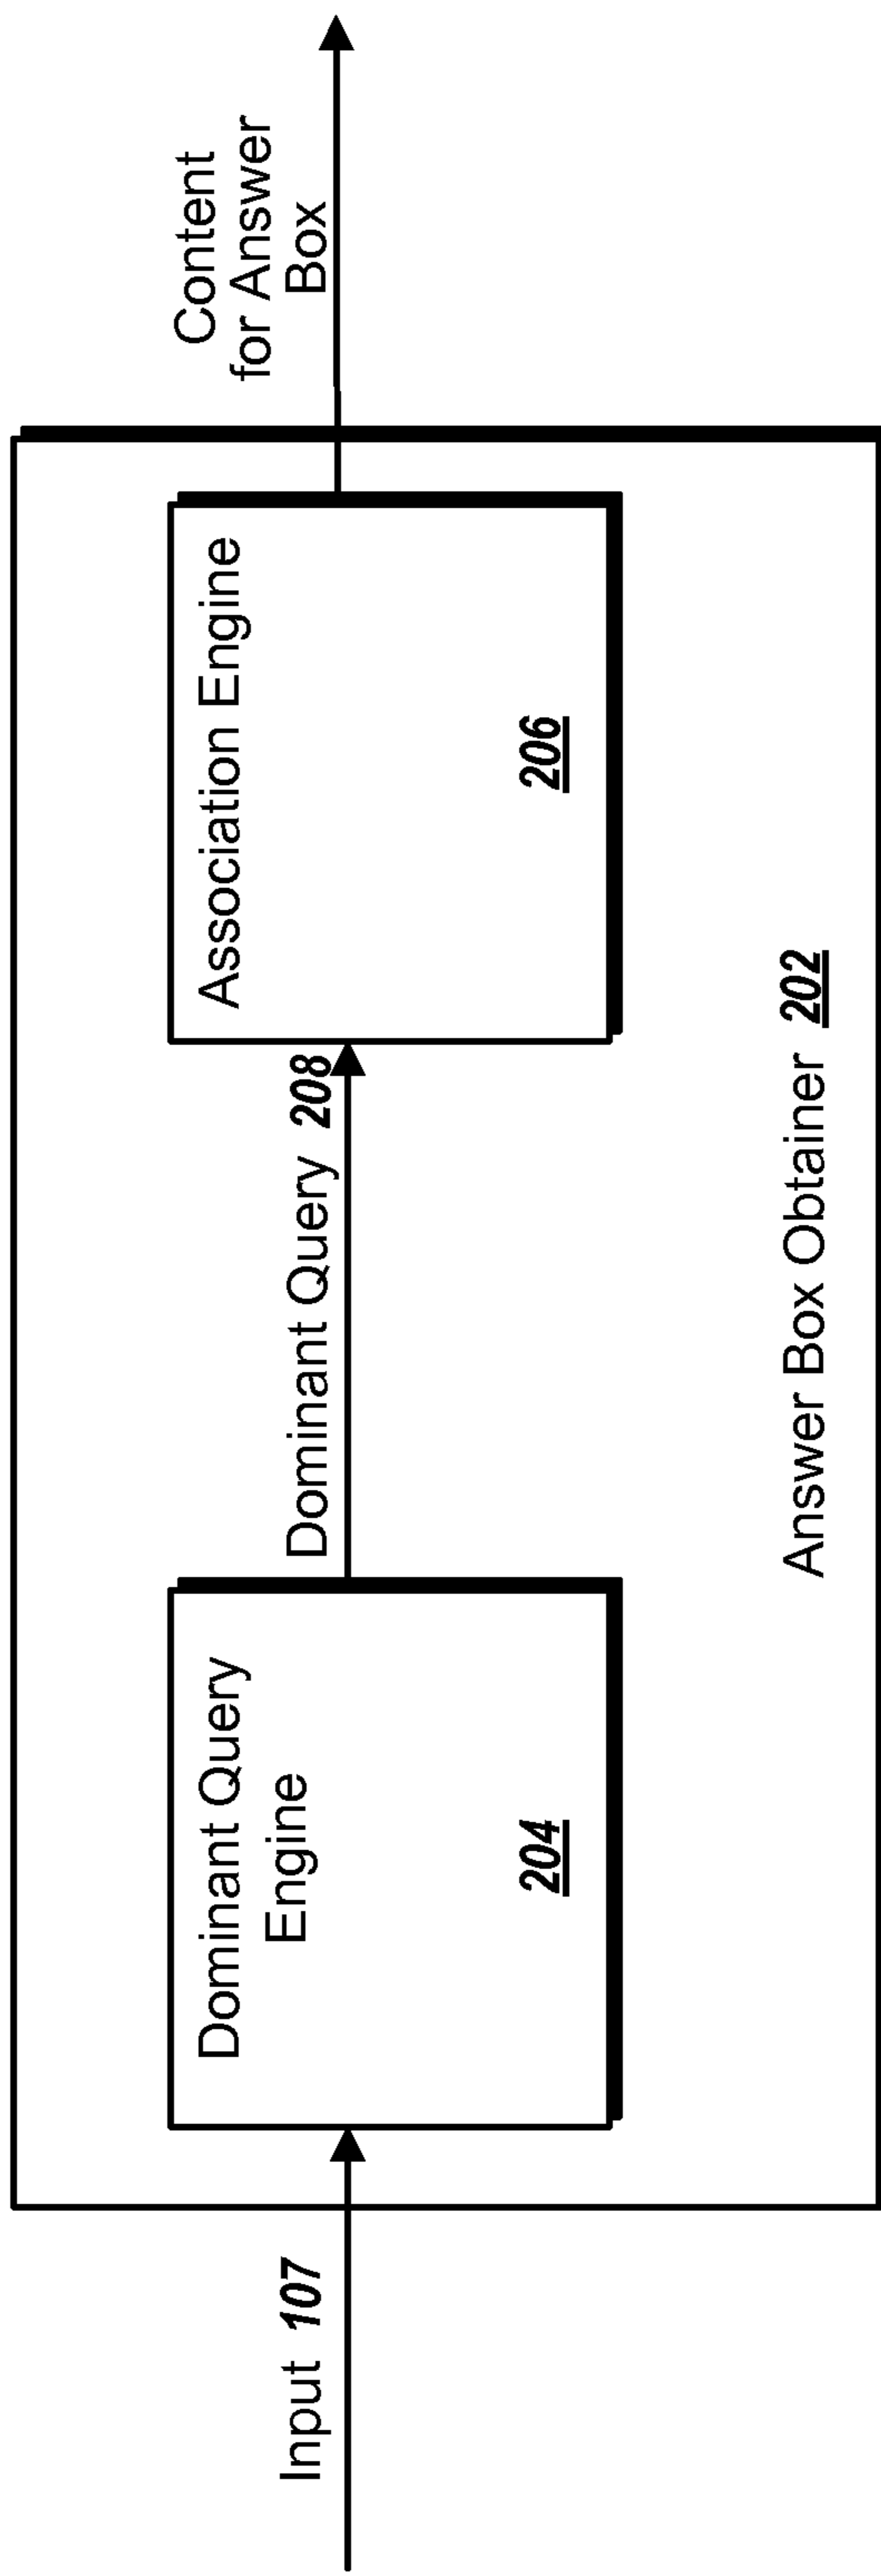 Input 107
Dominant Query
Engine
204
Dominant Query 208
Association Engine
206
Content
for Answer
Box
Answer Box Obtainer 202